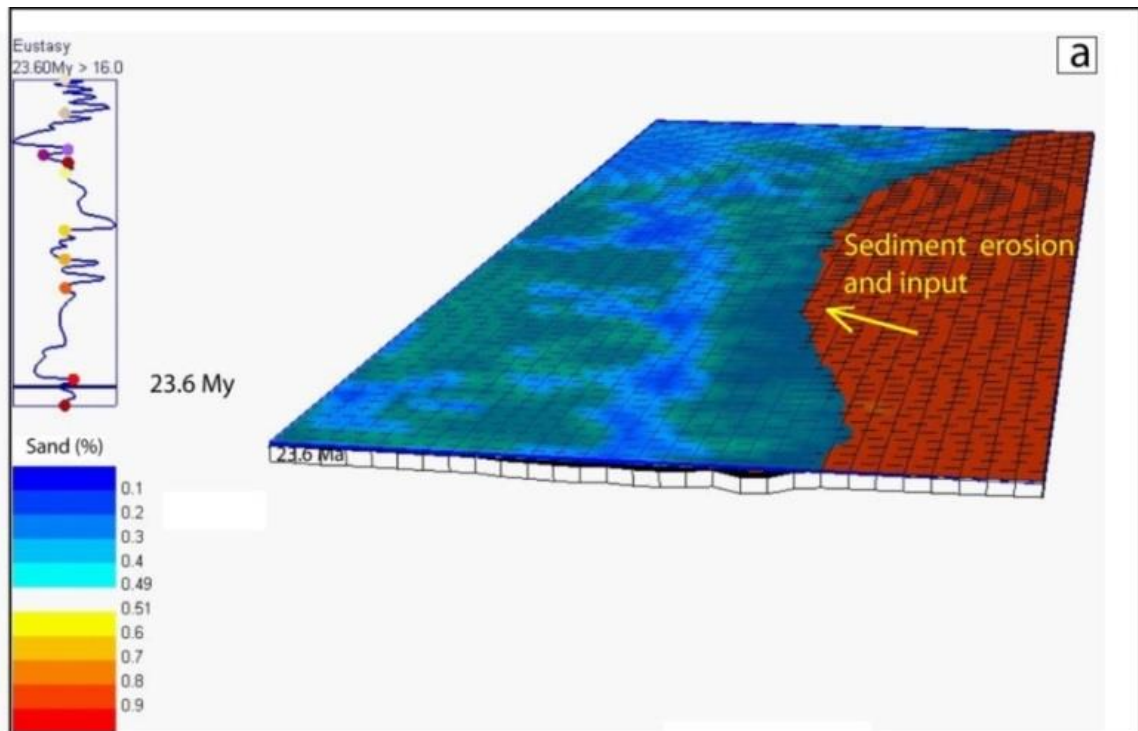 Eustasy
23.60My > 16.0
a
Sediment erosion
and input
23.6 My
23.6 Ma
Sand (%)
0.1
0.2
0.3
0.4
0.49
0.51
0.6
0.7
0.8
0.9